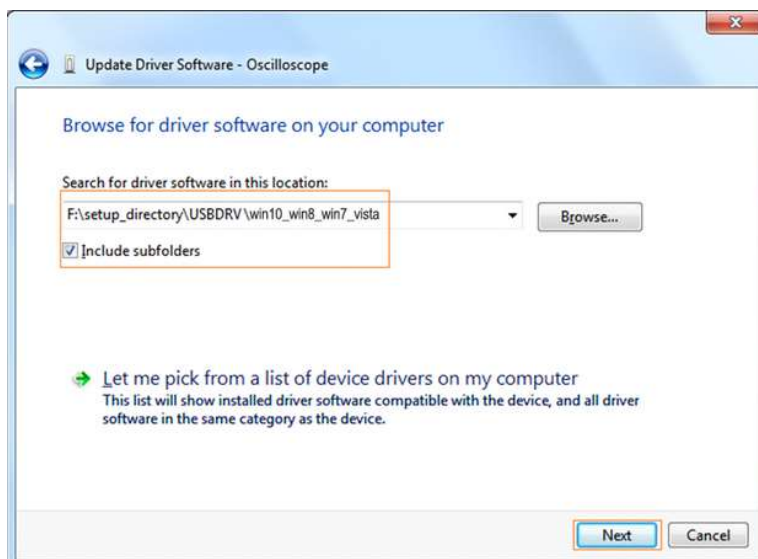 Update Driver Software - Oscilloscope
Browse for driver software on your computer
Search for driver software in this location:
F:\setup_directory\USBDRV\win10_win8_win7_vista
Browse...
Include subfolders
Let me pick from a list of device drivers on my computer
This list will show installed driver software compatible with the device, and all driver
software in the same category as the device.
Next Cancel